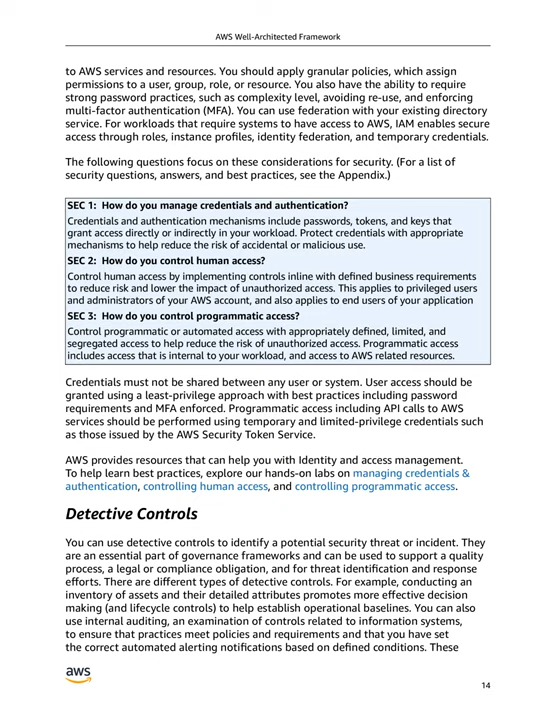 AWS Well-Architected Framework
to AWS services and resources. You should apply granular policies, which assign
permissions to a user, group, role, or resource. You also have the ability to require
strong password practices, such as complexity level, avoiding re-use, and enforcing
multi-factor authentication (MFA). You can use federation with your existing directory
service. For workloads that require systems to have access to AWS, IAM enables secure
access through roles, instance profiles, identity federation, and temporary credentials.
The following questions focus on these considerations for security. (For a list of
security questions, answers, and best practices, see the Appendix.)
SEC 1: How do you manage credentials and authentication?
Credentials and authentication mechanisms include passwords, tokens, and keys that
grant access directly or indirectly in your workload. Protect credentials with appropriate
mechanisms to help reduce the risk of accidental or malicious use.
SEC 2: How do you control human access?
Control human access by implementing controls inline with defined business requirements
to reduce risk and lower the impact of unauthorized access. This applies to privileged users
and administrators of your AWS account, and also applies to end users of your application
SEC 3: How do you control programmatic access?
Control programmatic or automated access with appropriately defined, limited, and
segregated access to help reduce the risk of unauthorized access. Programmatic access
includes access that is internal to your workload, and access to AWS related resources.
Credentials must not be shared between any user or system. User access should be
granted using a least-privilege approach with best practices including password
requirements and MFA enforced. Programmatic access including API calls to AWS
services should be performed using temporary and limited-privilege credentials such
as those issued by the AWS Security Token Service.
AWS provides resources that can help you with Identity and access management.
To help learn best practices, explore our hands-on labs on managing credentials &
authentication, controlling human access, and controlling programmatic access.
Detective Controls
You can use detective controls to identify a potential security threat or incident. They
are an essential part of governance frameworks and can be used to support a quality
process, a legal or compliance obligation, and for threat identification and response
efforts. There are different types of detective controls. For example, conducting an
inventory of assets and their detailed attributes promotes more effective decision
making (and lifecycle controls) to help establish operational baselines. You can also
use internal auditing, an examination of controls related to information systems,
to ensure that practices meet policies and requirements and that you have set
the correct automated alerting notifications based on defined conditions. These
aws
14